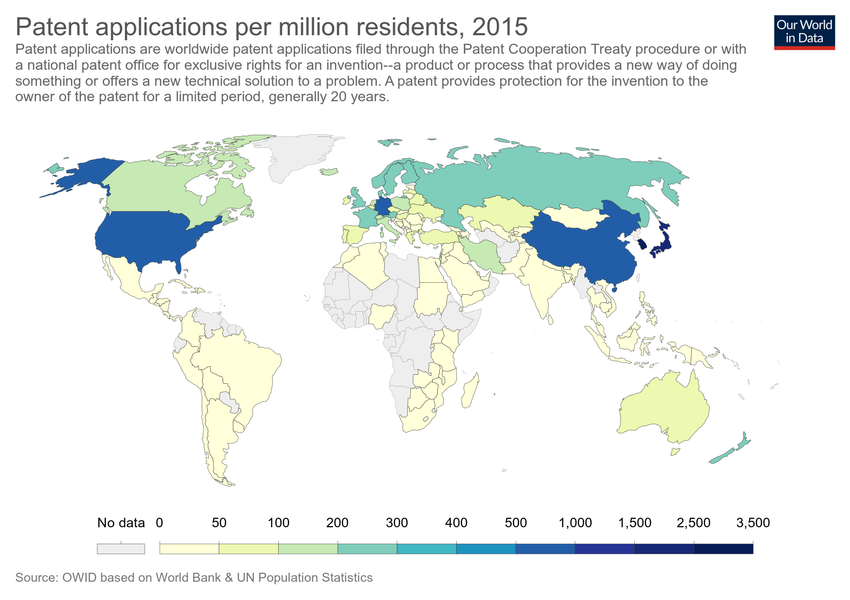 Patent applications per million residents, 2015
Our World
in Data
Patent applications are worldwide patent applications filed through the Patent Cooperation Treaty procedure or with
a national patent office for exclusive rights for an invention--a product or process that provides a new way of doing
something or offers a new technical solution to a problem. A patent provides protection for the invention to the
owner of the patent for a limited period, generally 20 years.
No data 0 50 100 200 300 400 500 1,000 1,500 2,500 3,500
Source: OWID based on World Bank & UN Population Statistics